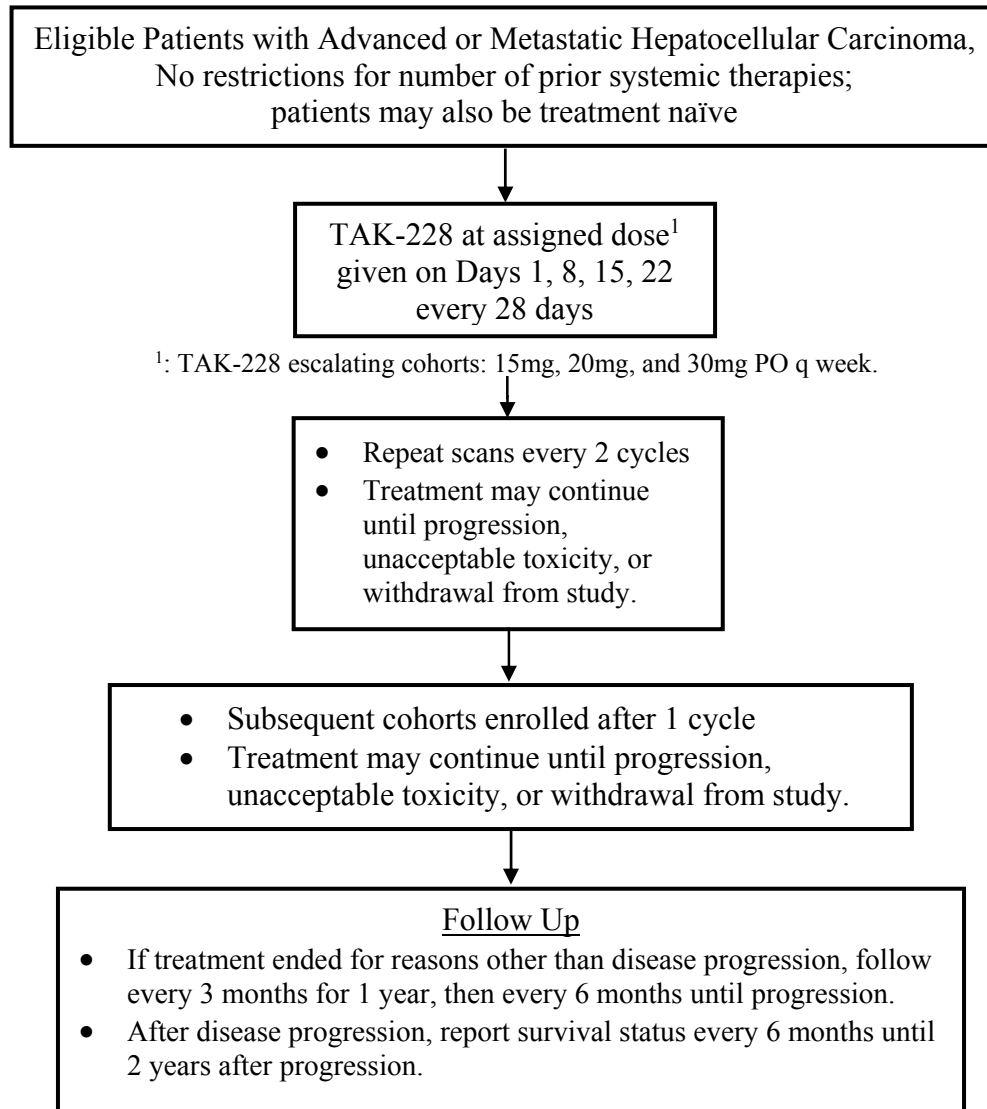 Eligible Patients with Advanced or Metastatic Hepatocellular Carcinoma,
No restrictions for number of prior systemic therapies;
patients may also be treatment naïve
TAK-228 at assigned dose¹
given on Days 1, 8, 15, 22
every 28 days
¹: TAK-228 escalating cohorts: 15mg, 20mg, and 30mg PO q week.
• Repeat scans every 2 cycles
• Treatment may continue
until progression,
unacceptable toxicity, or
withdrawal from study.
• Subsequent cohorts enrolled after 1 cycle
• Treatment may continue until progression,
unacceptable toxicity, or withdrawal from study.
Follow Up
• If treatment ended for reasons other than disease progression, follow
every 3 months for 1 year, then every 6 months until progression.
• After disease progression, report survival status every 6 months until
2 years after progression.